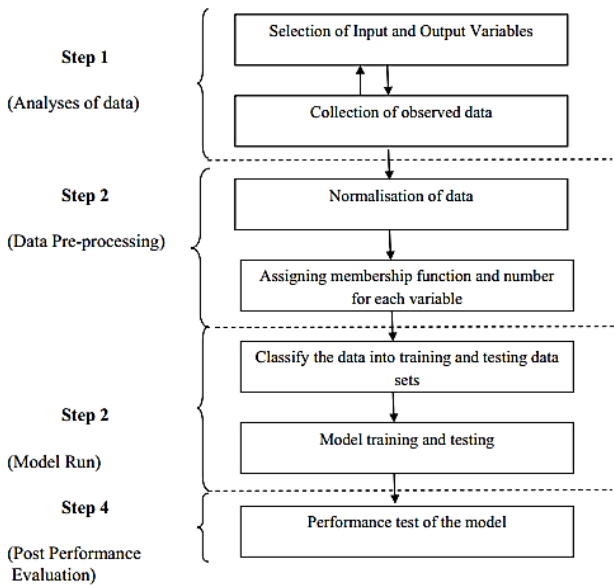 Selection of Input and Output Variables
Step 1
(Analyses of data)
Collection of observed data
Step 2
(Data Pre-processing)
Normalisation of data
Assigning membership function and number
for each variable
Classify the data into training and testing data
sets
Step 2
(Model Run)
Model training and testing
Step 4
(Post Performance
Evaluation)
Performance test of the model